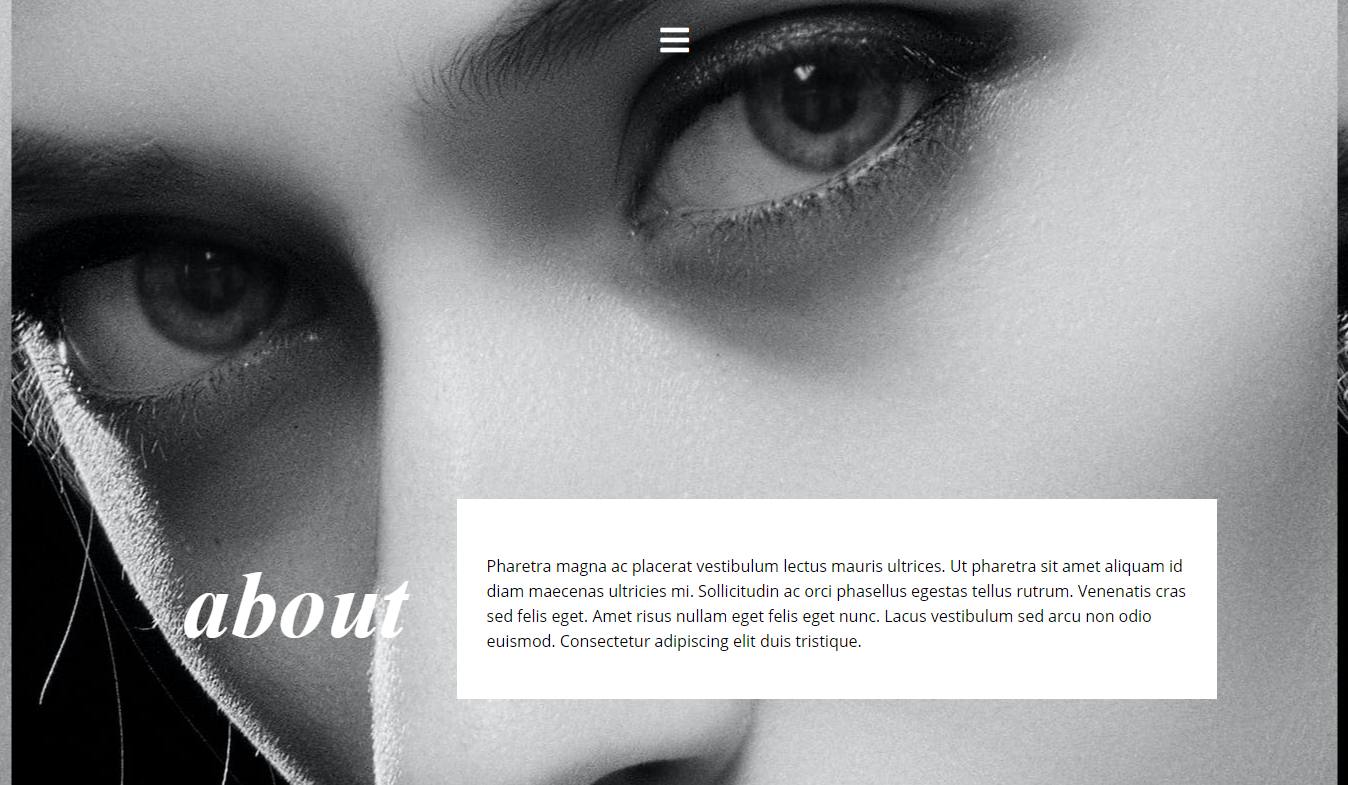 about
Pharetra magna ac placerat vestibulum lectus mauris ultrices. Ut pharetra sit amet aliquam id
diam maecenas ultricies mi. Sollicitudin ac orci phasellus egestas tellus rutrum. Venenatis cras
sed felis eget. Amet risus nullam eget felis eget nunc. Lacus vestibulum sed arcu non odio
euismod. Consectetur adipiscing elit duis tristique.